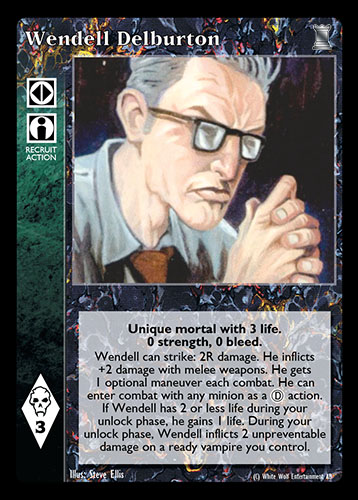 Wendell Delburton
RECRUIT
ACTION
Unique mortal with 3 life.
0 strength, 0 bleed.
Wendell can strike: 2R damage. He inflicts
+2 damage with melee weapons. He gets
1 optional maneuver each combat. He can
enter combat with any minion as a Ⓓ action.
If Wendell has 2 or less life during your
unlock phase, he gains 1 life. During your
unlock phase, Wendell inflicts 2 unpreventable
damage on a ready vampire you control.
3
Illus: Steve Ellis